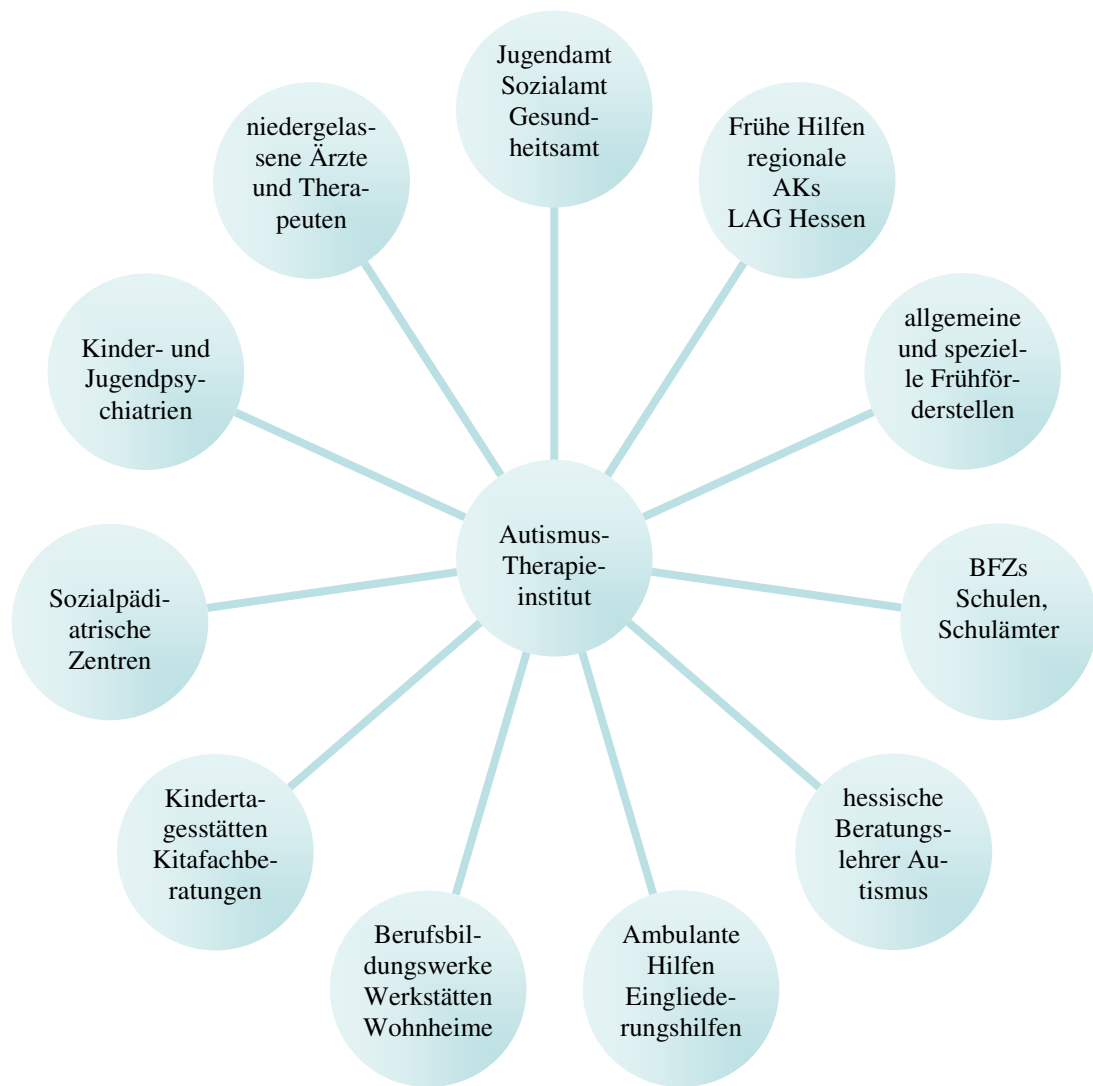 Jugendamt
Sozialamt
Gesund-
heitsamt
Frühe Hilfen
regionale
AKs
LAG Hessen
allgemeine
und speziel-
le Frühför-
derstellen
BFZs
Schulen,
Schulämter
hessische
Beratungs-
lehrer Au-
tismus
Ambulante
Hilfen
Eingliede-
rungshilfen
Berufsbil-
dungswerke
Werkstätten
Wohnheime
Kinderta-
gesstätten
Kitafachbe-
ratungen
Sozialpädi-
atrische
Zentren
Kinder- und
Jugendpsy-
chiatrien
niedergelas-
sene Ärzte
und Thera-
peuten
Autismus-
Therapie-
institut